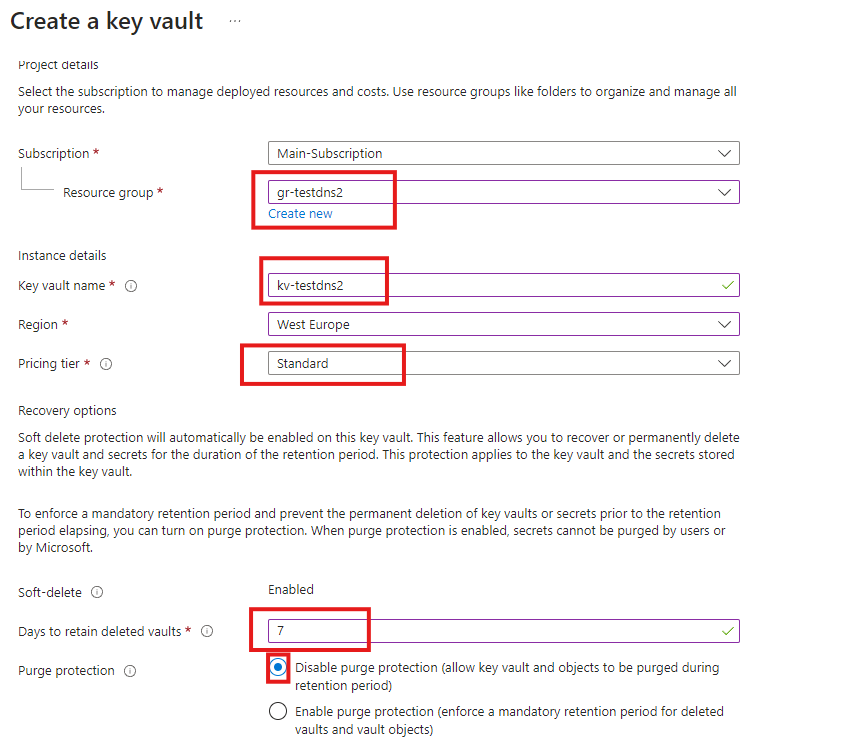 Create a key vault ...
Project details
Select the subscription to manage deployed resources and costs. Use resource groups like folders to organize and manage all
your resources.
Subscription * Main-Subscription
Resource group * gr-testdns2
Create new
Instance details
Key vault name * kv-testdns2
Region * West Europe
Pricing tier * Standard
Recovery options
Soft delete protection will automatically be enabled on this key vault. This feature allows you to recover or permanently delete
a key vault and secrets for the duration of the retention period. This protection applies to the key vault and the secrets stored
within the key vault.
To enforce a mandatory retention period and prevent the permanent deletion of key vaults or secrets prior to the retention
period elapsing, you can turn on purge protection. When purge protection is enabled, secrets cannot be purged by users or
by Microsoft.
Soft-delete Enabled
Days to retain deleted vaults * 7
Purge protection Disable purge protection (allow key vault and objects to be purged during
retention period)
Enable purge protection (enforce a mandatory retention period for deleted
vaults and vault objects)